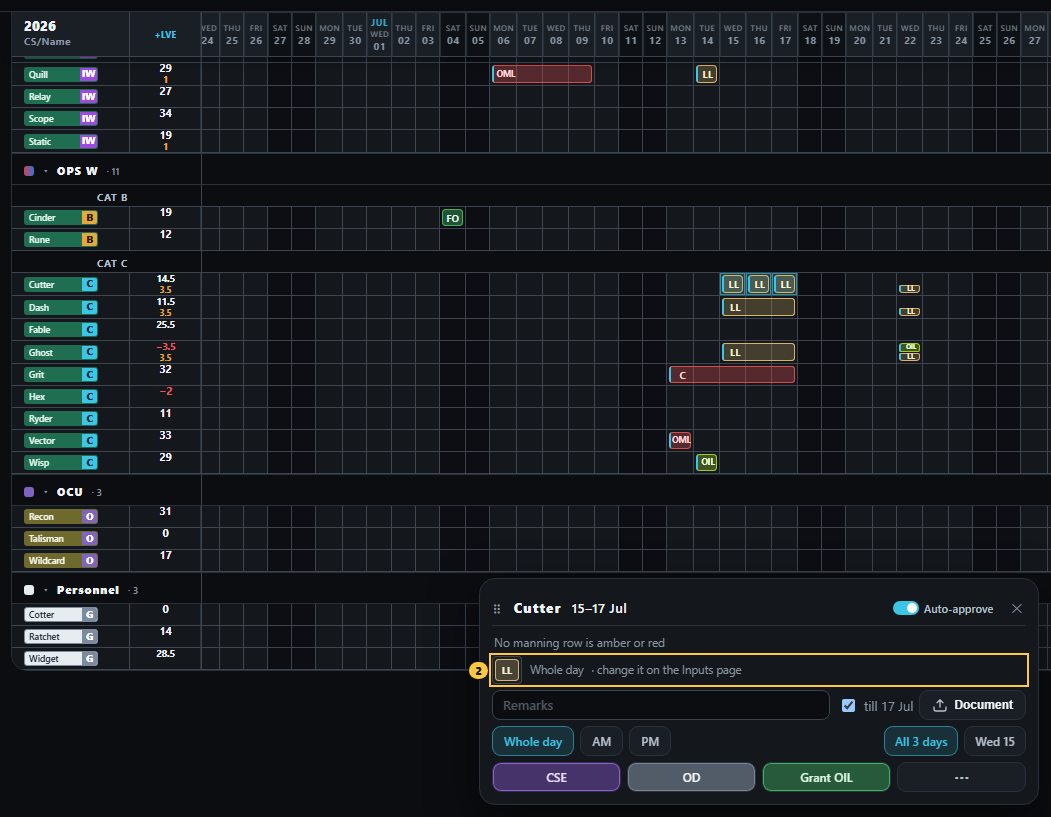 2026
CS/Name
+LVE
JUL
WED THU FRI SAT SUN MON TUE WED THU FRI SAT SUN MON TUE WED THU FRI SAT SUN MON TUE WED THU FRI SAT SUN MON TUE WED THU FRI SAT SUN MON
24 25 26 27 28 29 30 01 02 03 04 05 06 07 08 09 10 11 12 13 14 15 16 17 18 19 20 21 22 23 24 25 26 27
Quill IW 29 OML LL
1
Relay IW 27
Scope IW 34
Static IW 19
1
OPS W · 11
CAT B
Cinder B 19 FO
Rune B 12
CAT C
Cutter C 14.5 LL LL LL LL
3.5
Dash C 11.5 LL LL
3.5
Fable C 25.5
Ghost C −3.5 LL OIL
3.5 LL
Grit C 32 C
Hex C −2
Ryder C 11
Vector C 33 OML
Wisp C 29 OIL
OCU · 3
Recon O 31
Talisman O 0
Wildcard O 17
Personnel · 3
Cotter G 0
Ratchet G 14
Widget G 28.5
Cutter 15–17 Jul Auto-approve
No manning row is amber or red
2 LL Whole day · change it on the Inputs page
Remarks till 17 Jul Document
Whole day AM PM All 3 days Wed 15
CSE OD Grant OIL ---